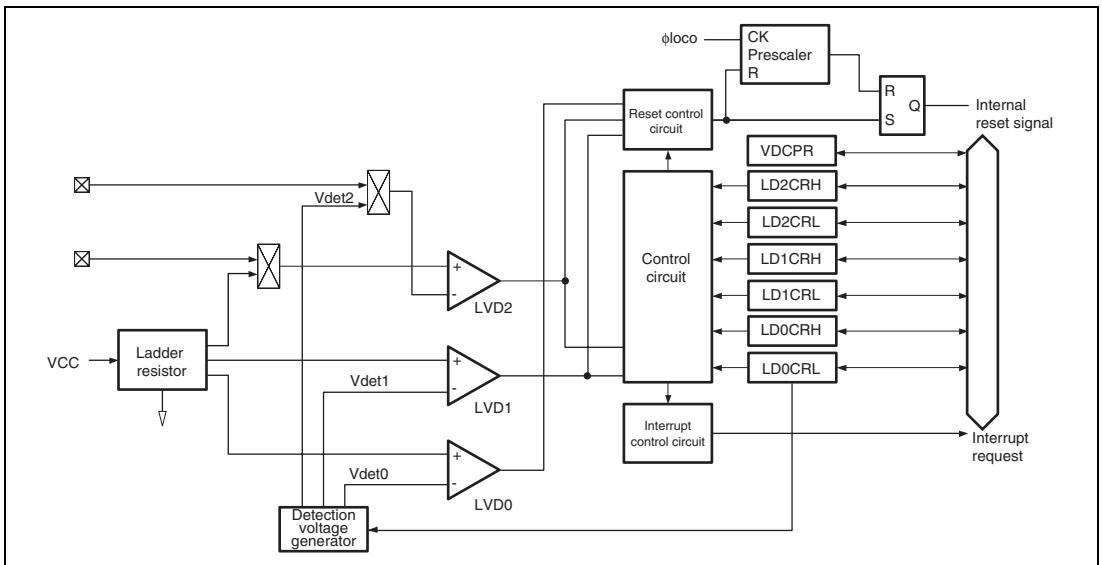 φloco
CK
Prescaler
R
R
Q
S
Internal
reset signal
Reset control
circuit
VDCPR
LD2CRH
LD2CRL
LD1CRH
LD1CRL
LD0CRH
LD0CRL
Control
circuit
Vdet2
+
-
LVD2
VCC
Ladder
resistor
+
-
Vdet1
LVD1
Interrupt
control circuit
Interrupt
request
+
-
Vdet0
LVD0
Detection
voltage
generator